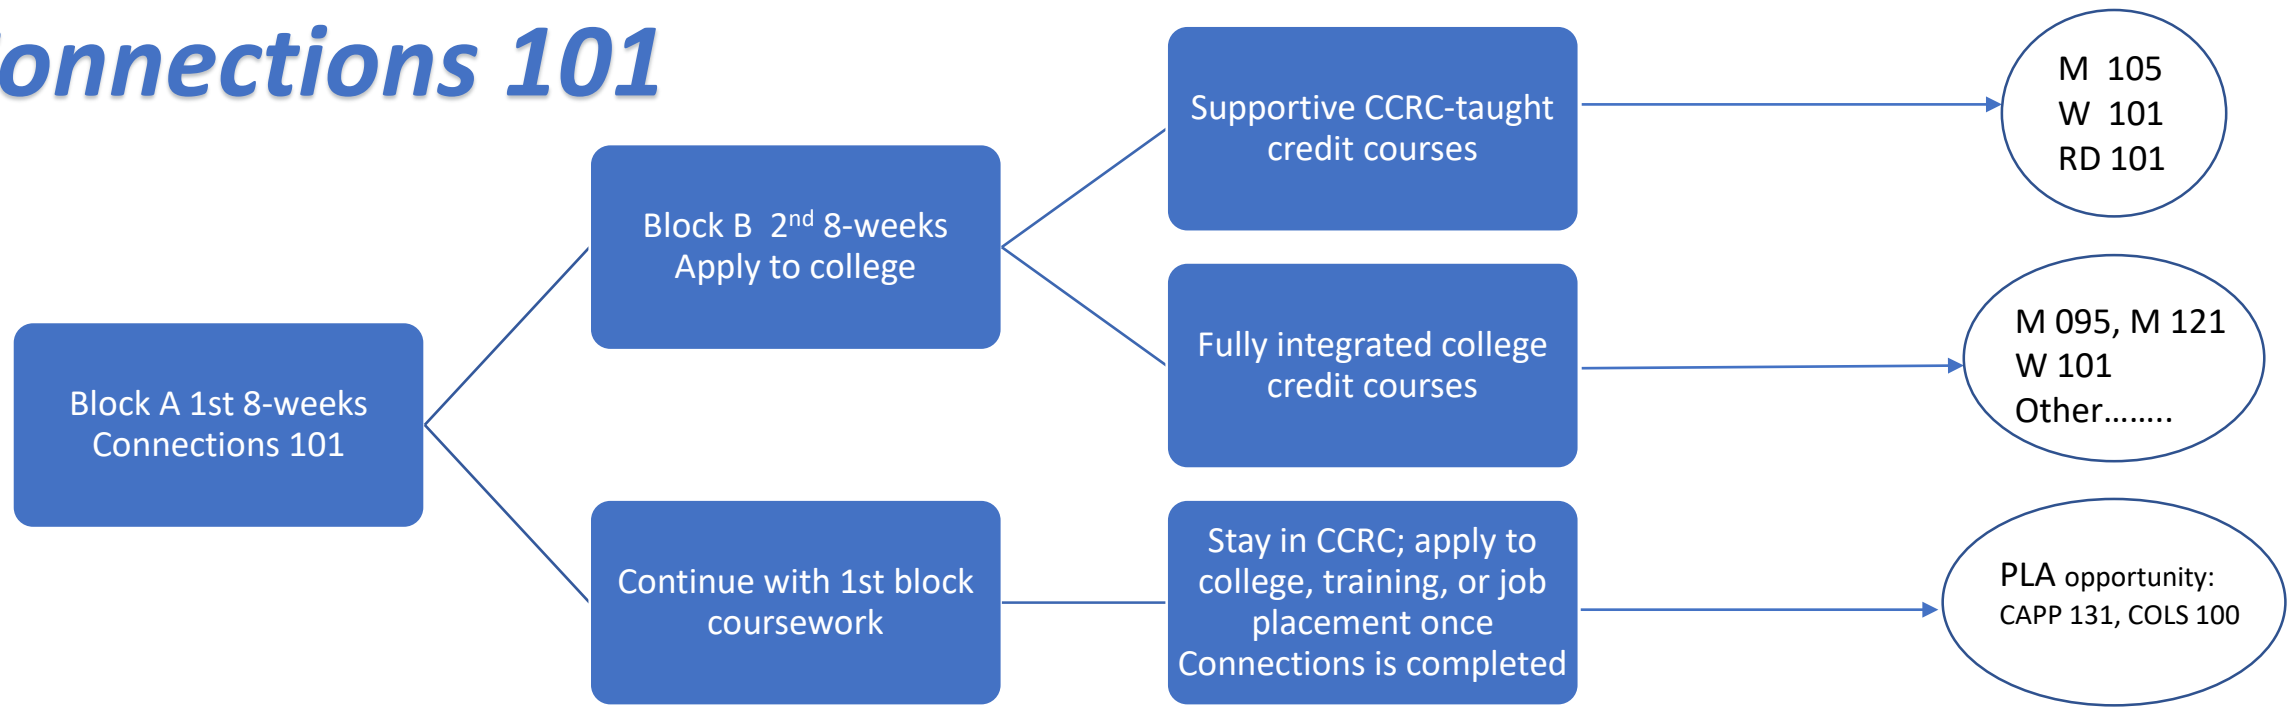 onnections 101
Block A 1st 8-weeks
Connections 101
Block B 2nd 8-weeks
Apply to college
Continue with 1st block
coursework
Supportive CCRC-taught
credit courses
Fully integrated college
credit courses
Stay in CCRC; apply to
college, training, or job
placement once
Connections is completed
M 105
W 101
RD 101
M 095, M 121
W 101
Other........
PLA opportunity:
CAPP 131, COLS 100